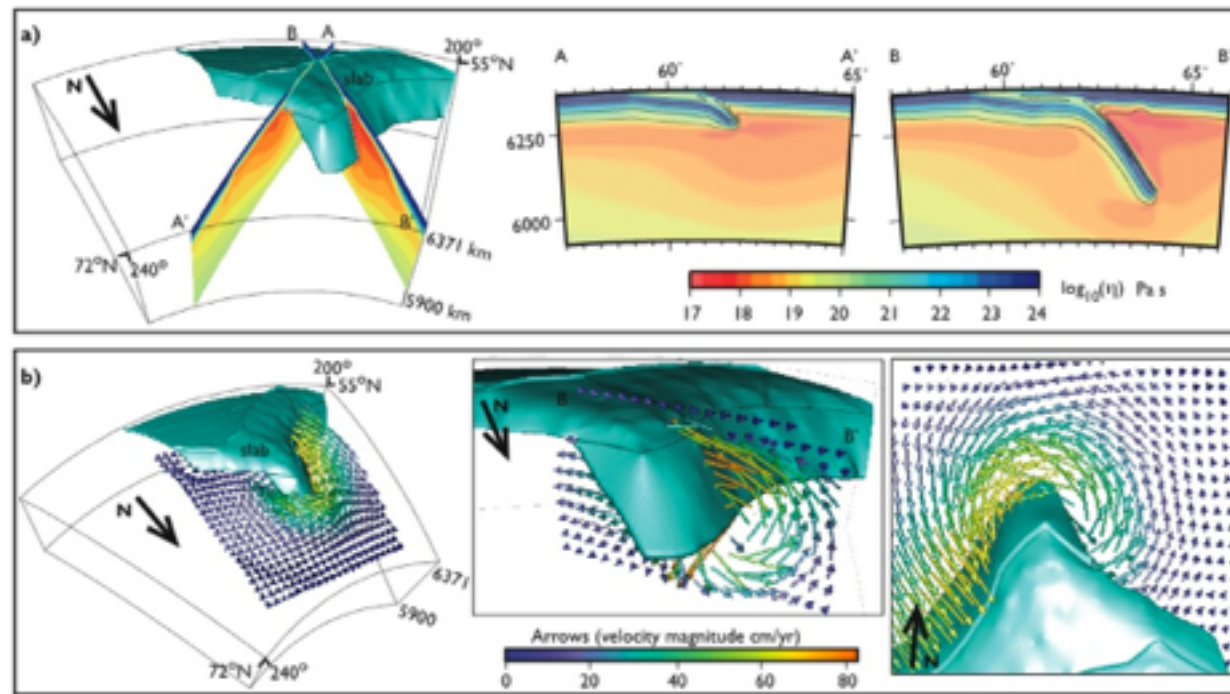 a)
B A
200°
55°N
N
slab
A'
B'
6371 km
72°N
240°
5900 km
A
60°
A'
65°
6250
6000
B
60°
65°
B'
17 18 19 20 21 22 23 24
log₁₀(η) Pa s
b)
200°
55°N
slab
N
6371
5900
72°N
240°
N
B
B'
Arrows (velocity magnitude cm/yr)
0 20 40 60 80
N